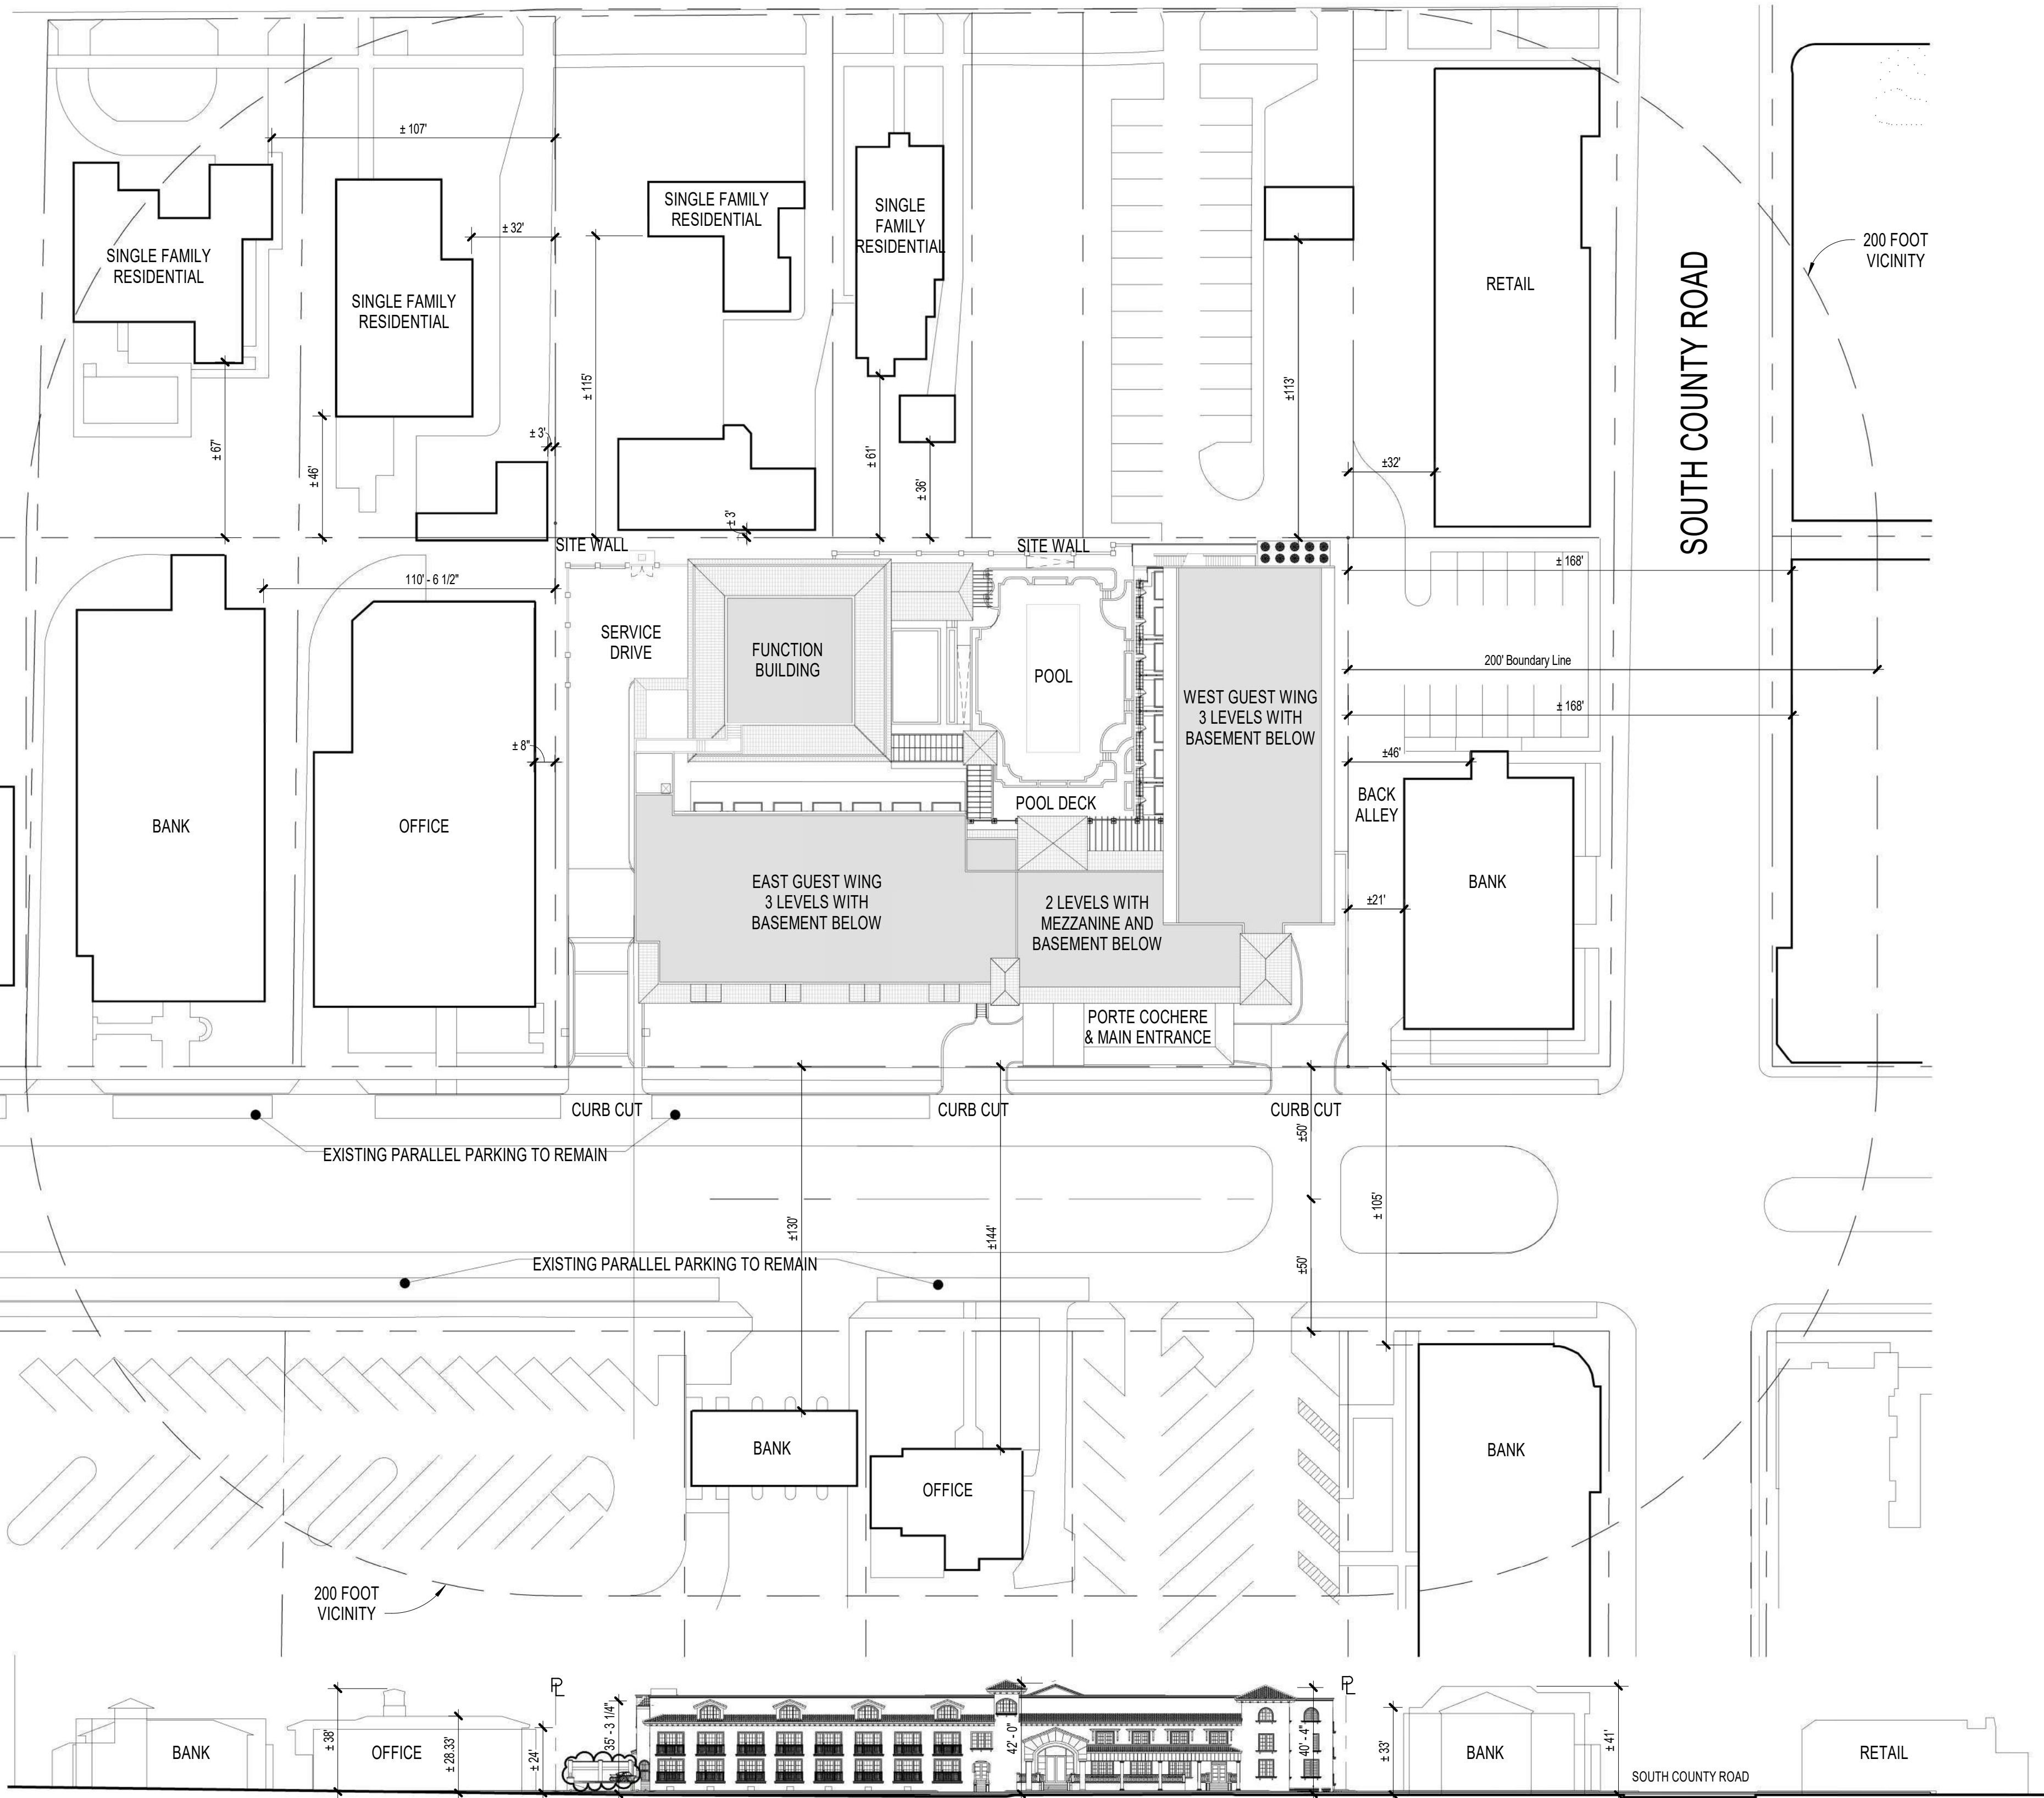 ± 107'
SINGLE FAMILY
RESIDENTIAL
SINGLE FAMILY
RESIDENTIAL
± 32'
SINGLE FAMILY
RESIDENTIAL
SINGLE
FAMILY
RESIDENTIAL
RETAIL
SOUTH COUNTY ROAD
200 FOOT
VICINITY
± 67'
± 46'
± 3'
± 115'
± 3'
± 61'
± 36'
±113'
±32'
SITE WALL
SITE WALL
110' - 6 1/2"
± 168'
SERVICE
DRIVE
FUNCTION
BUILDING
POOL
200' Boundary Line
WEST GUEST WING
3 LEVELS WITH
BASEMENT BELOW
± 168'
± 8"
±46'
BACK
ALLEY
POOL DECK
BANK
OFFICE
EAST GUEST WING
3 LEVELS WITH
BASEMENT BELOW
2 LEVELS WITH
MEZZANINE AND
BASEMENT BELOW
±21'
BANK
PORTE COCHERE
& MAIN ENTRANCE
CURB CUT
CURB CUT
CURB CUT
EXISTING PARALLEL PARKING TO REMAIN
±50'
±130'
±144'
± 105'
±50'
EXISTING PARALLEL PARKING TO REMAIN
BANK
OFFICE
BANK
200 FOOT
VICINITY
PL
PL
BANK
± 38'
OFFICE
± 28.33'
± 24'
35' - 3 1/4"
42' - 0"
40' - 4"
± 33'
BANK
± 41'
SOUTH COUNTY ROAD
RETAIL